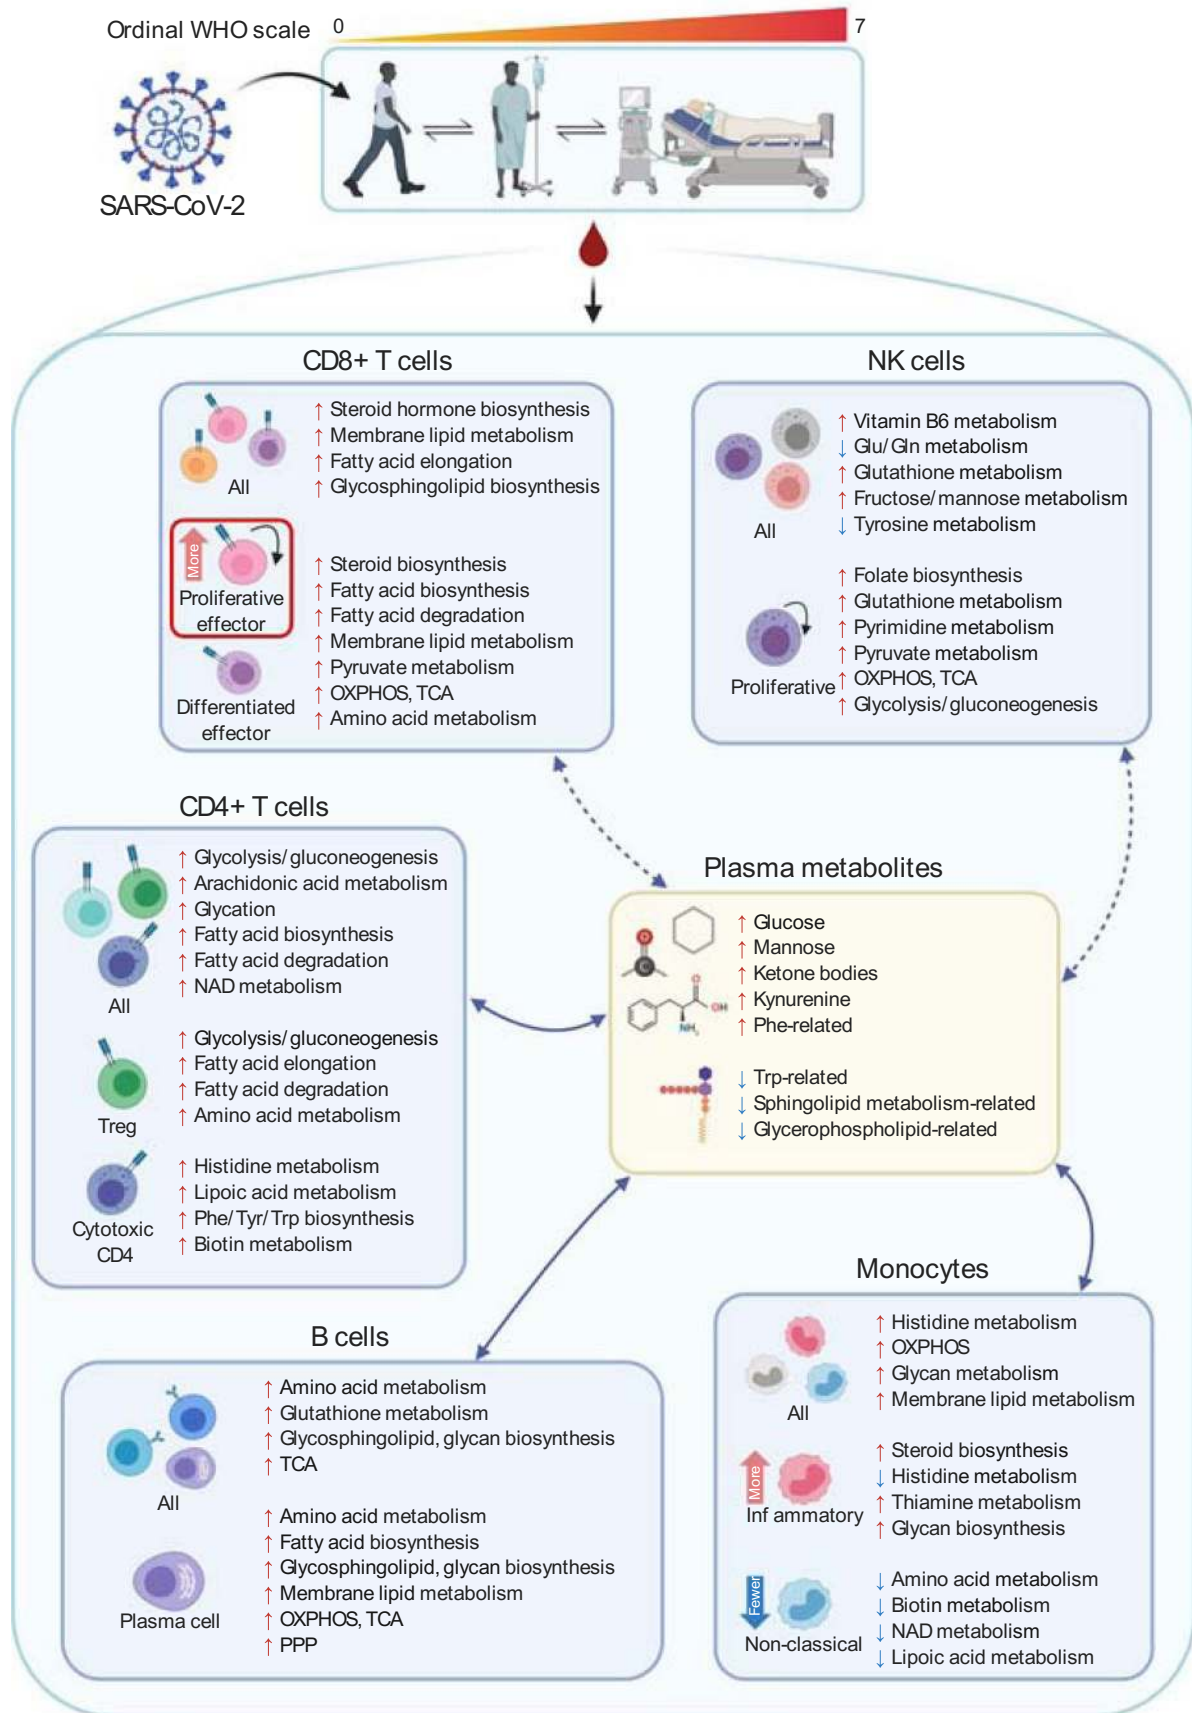 Ordinal WHO scale
0
7
SARS-CoV-2
CD8+ T cells
↑ Steroid hormone biosynthesis
↑ Membrane lipid metabolism
↑ Fatty acid elongation
↑ Glycosphingolipid biosynthesis
All
More
Proliferative
effector
↑ Steroid biosynthesis
↑ Fatty acid biosynthesis
↑ Fatty acid degradation
↑ Membrane lipid metabolism
↑ Pyruvate metabolism
↑ OXPHOS, TCA
↑ Amino acid metabolism
Differentiated
effector
NK cells
↑ Vitamin B6 metabolism
↓ Glu/Gln metabolism
↑ Glutathione metabolism
↑ Fructose/mannose metabolism
↓ Tyrosine metabolism
All
↑ Folate biosynthesis
↑ Glutathione metabolism
↑ Pyrimidine metabolism
↑ Pyruvate metabolism
↑ OXPHOS, TCA
↑ Glycolysis/gluconeogenesis
Proliferative
CD4+ T cells
↑ Glycolysis/gluconeogenesis
↑ Arachidonic acid metabolism
↑ Glycation
↑ Fatty acid biosynthesis
↑ Fatty acid degradation
↑ NAD metabolism
All
↑ Glycolysis/gluconeogenesis
↑ Fatty acid elongation
↑ Fatty acid degradation
↑ Amino acid metabolism
Treg
↑ Histidine metabolism
↑ Lipoic acid metabolism
↑ Phe/Tyr/Trp biosynthesis
↑ Biotin metabolism
Cytotoxic
CD4
Plasma metabolites
O
C
O
OH
NH₂
↑ Glucose
↑ Mannose
↑ Ketone bodies
↑ Kynurenine
↑ Phe-related
↓ Trp-related
↓ Sphingolipid metabolism-related
↓ Glycerophospholipid-related
B cells
↑ Amino acid metabolism
↑ Glutathione metabolism
↑ Glycosphingolipid, glycan biosynthesis
↑ TCA
All
↑ Amino acid metabolism
↑ Fatty acid biosynthesis
↑ Glycosphingolipid, glycan biosynthesis
↑ Membrane lipid metabolism
↑ OXPHOS, TCA
↑ PPP
Plasma cell
Monocytes
↑ Histidine metabolism
↑ OXPHOS
↑ Glycan metabolism
↑ Membrane lipid metabolism
All
↑ Steroid biosynthesis
↓ Histidine metabolism
↑ Thiamine metabolism
↑ Glycan biosynthesis
More
Inf ammatory
↓ Amino acid metabolism
↓ Biotin metabolism
↓ NAD metabolism
↓ Lipoic acid metabolism
Fewer
Non-classical